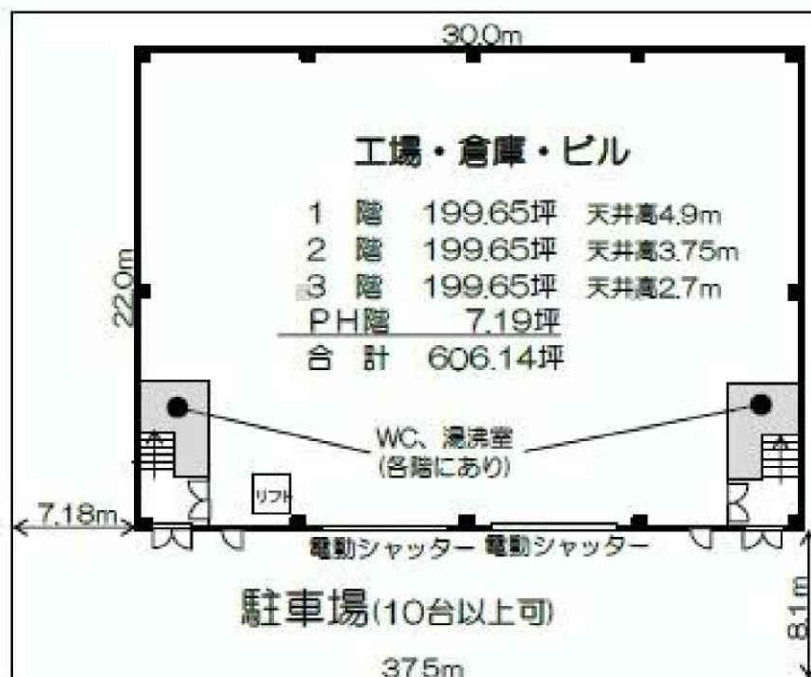 30.0m
工場・倉庫・ビル
1 階 199.65坪 天井高4.9m
2 階 199.65坪 天井高3.75m
3 階 199.65坪 天井高2.7m
PH階 7.19坪
合 計 606.14坪
22.0m
WC、湯沸室
(各階にあり)
リフト
7.18m
電動シャッター 電動シャッター
駐車場(10台以上可)
8.1m
37.5m